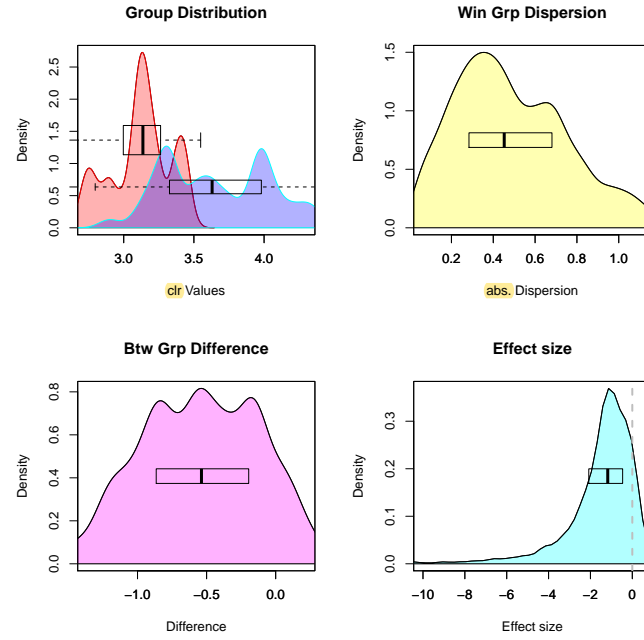 Group Distribution
Density
0.0 0.5 1.0 1.5 2.0 2.5
3.0 3.5 4.0
clr Values
Win Grp Dispersion
Density
0.0 0.5 1.0 1.5
0.2 0.4 0.6 0.8 1.0
abs. Dispersion
Btw Grp Difference
Density
0.0 0.2 0.4 0.6 0.8
−1.0 −0.5 0.0
Difference
Effect size
Density
0.0 0.1 0.2 0.3
−10 −8 −6 −4 −2 0
Effect size